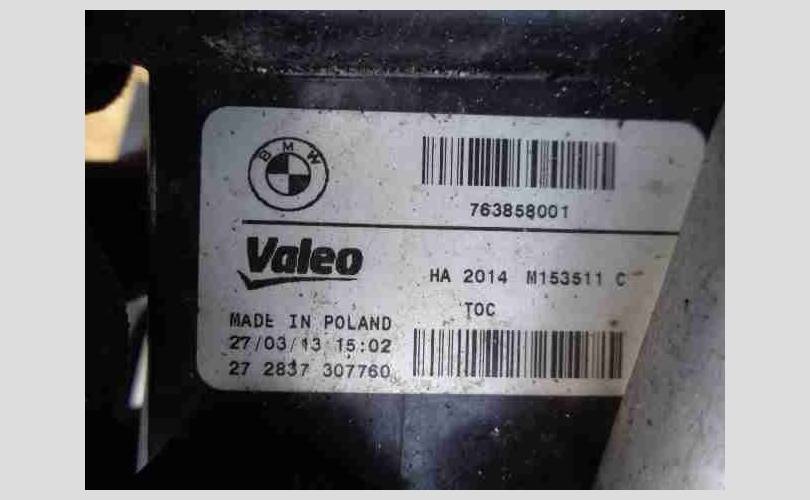 BMW
763858001
Valeo
HA 2014 M153511 C
TOC
MADE IN POLAND
27/03/13 15:02
27 2837 307760